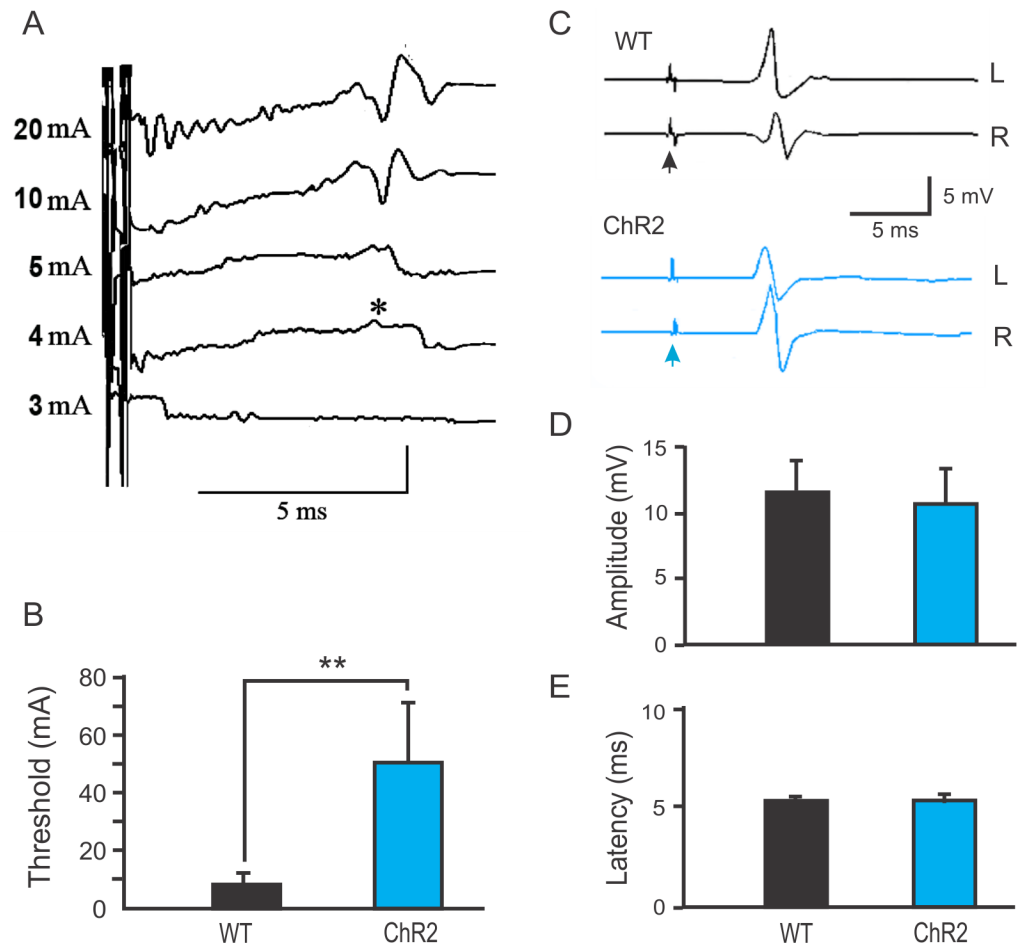 A
20 mA
10 mA
5 mA
4 mA
*
3 mA
5 ms
B
Threshold (mA)
80
60
40
20
0
**
WT
ChR2
C
WT
L
R
5 mV
5 ms
ChR2
L
R
D
Amplitude (mV)
15
10
5
0
E
Latency (ms)
10
5
0
WT
ChR2